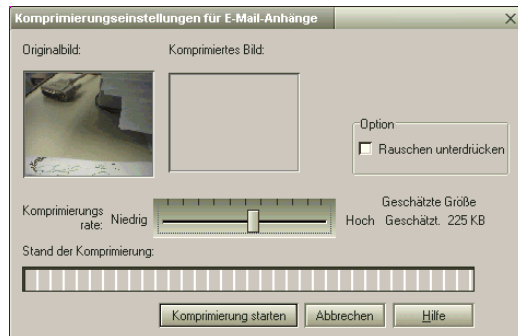 Komprimierungseinstellungen für E-Mail-Anhänge
Originalbild:
Komprimiertes Bild:
Option
Rauschen unterdrücken
Komprimierungs
rate:
Niedrig
Hoch
Geschätzte Größe
Geschätzt. 225 KB
Stand der Komprimierung:
Komprimierung starten
Abbrechen
Hilfe